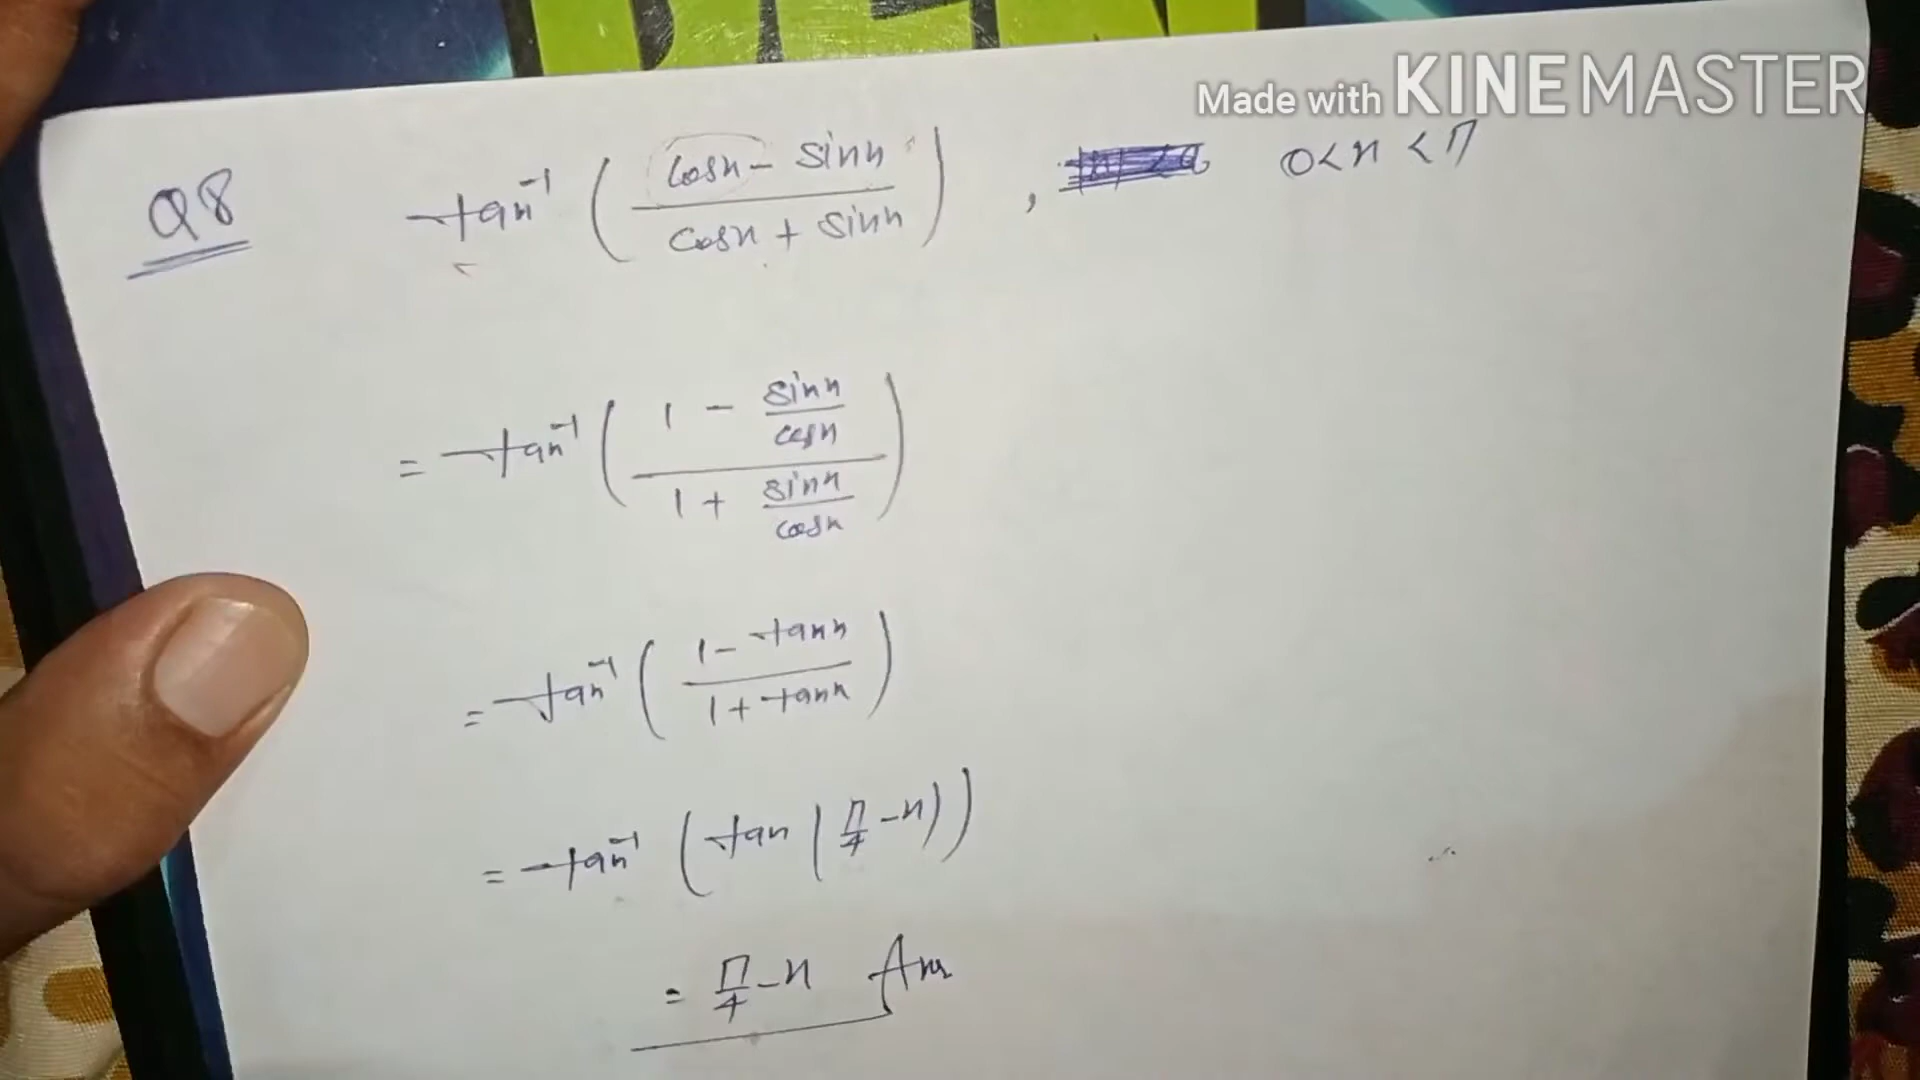 Made with KINEMASTER
Q8 tan⁻¹ ( (cosx - sinx) / (cosx + sinx) ) , 0 < x < π
= tan⁻¹ ( (1 - sinx/cosx) / (1 + sinx/cosx) )
= tan⁻¹ ( (1 - tanx) / (1 + tanx) )
= tan⁻¹ ( tan ( π/4 - x ) )
= π/4 - x Ans